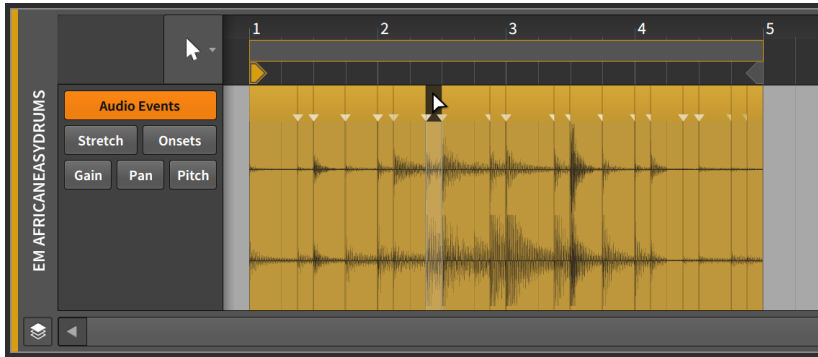 1 2 3 4 5
EM AFRICANEASYDRUMS
Audio Events
Stretch Onsets
Gain Pan Pitch